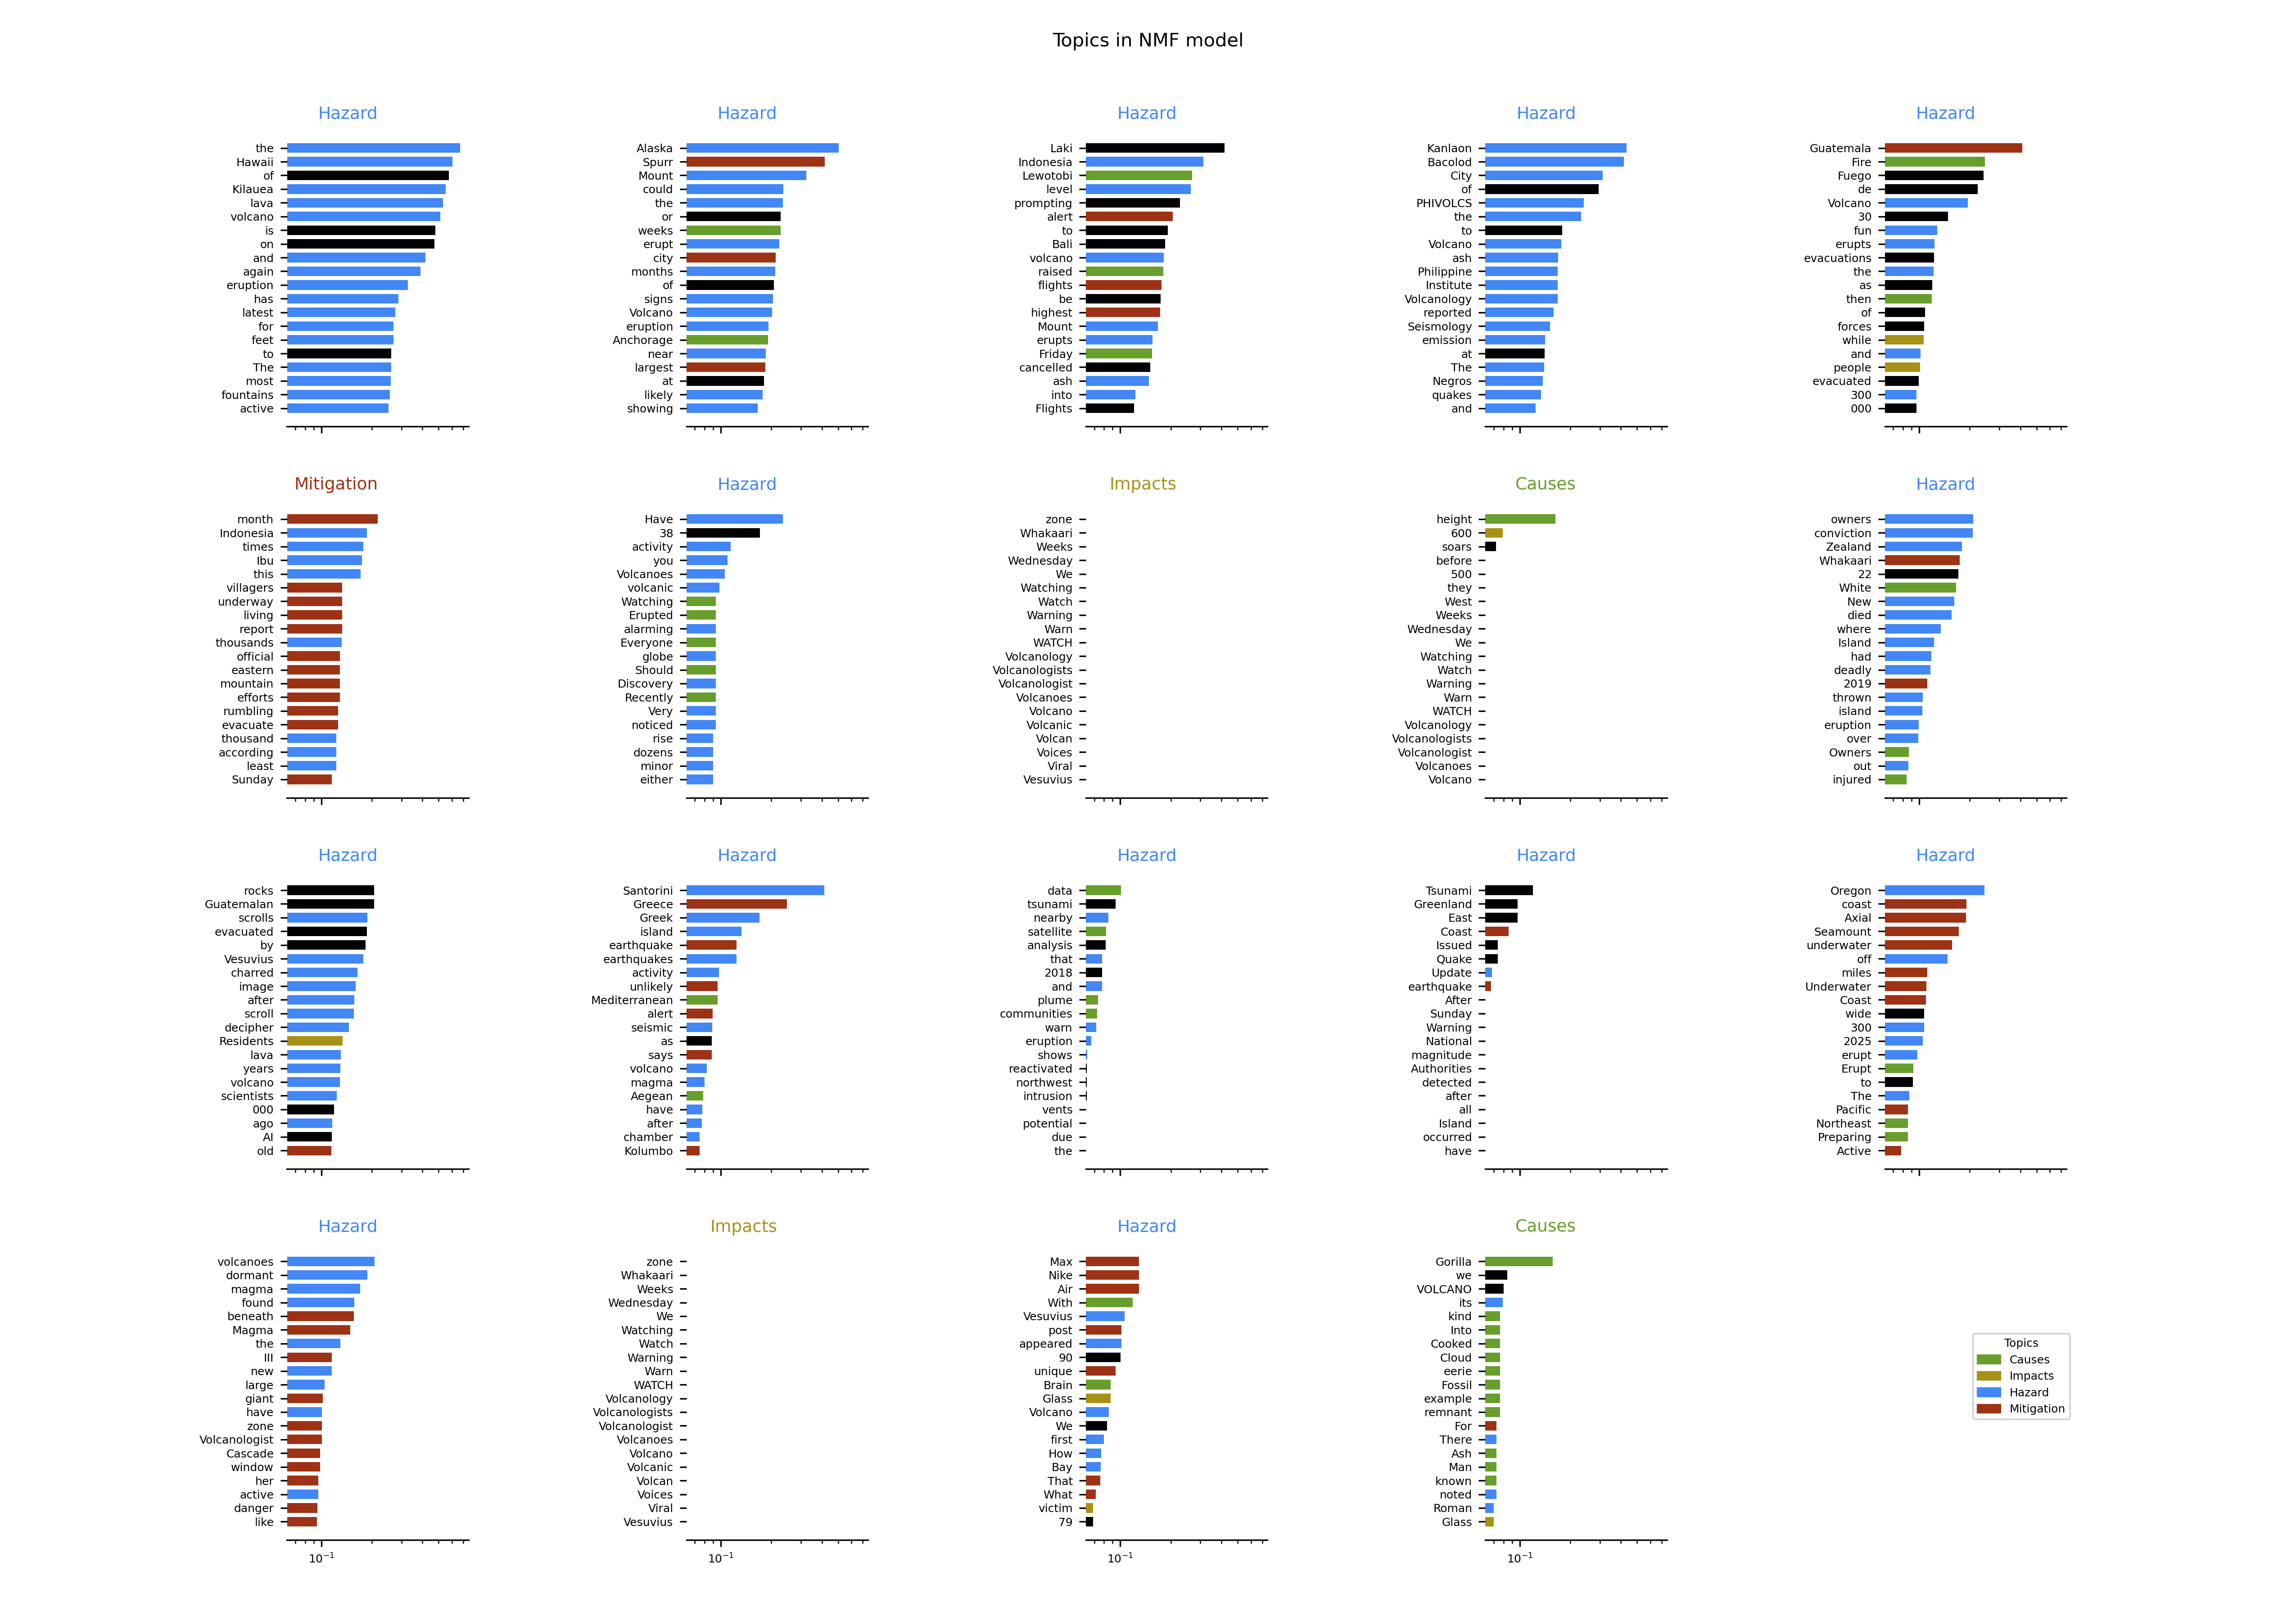 Topics in NMF model
Hazard
the
Hawaii
of
Kilauea
lava
volcano
is
on
and
again
eruption
has
latest
for
feet
to
The
most
fountains
active
Hazard
Alaska
Spurr
Mount
could
the
or
weeks
erupt
city
months
of
signs
Volcano
eruption
Anchorage
near
largest
at
likely
showing
Hazard
Laki
Indonesia
Lewotobi
level
prompting
alert
to
Bali
volcano
raised
flights
be
highest
Mount
erupts
Friday
cancelled
ash
into
Flights
Hazard
Kanlaon
Bacolod
City
of
PHIVOLCS
the
to
Volcano
ash
Philippine
Institute
Volcanology
reported
Seismology
emission
at
The
Negros
quakes
and
Hazard
Guatemala
Fire
Fuego
de
Volcano
30
fun
erupts
evacuations
the
as
then
of
forces
while
and
people
evacuated
300
000
Mitigation
month
Indonesia
times
Ibu
this
villagers
underway
living
report
thousands
official
eastern
mountain
efforts
rumbling
evacuate
thousand
according
least
Sunday
Hazard
Have
38
activity
you
Volcanoes
volcanic
Watching
Erupted
alarming
Everyone
globe
Should
Discovery
Recently
Very
noticed
rise
dozens
minor
either
Impacts
zone
Whakaari
Weeks
Wednesday
We
Watching
Watch
Warning
Warn
WATCH
Volcanology
Volcanologists
Volcanologist
Volcanoes
Volcano
Volcanic
Volcan
Voices
Viral
Vesuvius
Causes
height
600
soars
before
500
they
West
Weeks
Wednesday
We
Watching
Watch
Warning
Warn
WATCH
Volcanology
Volcanologists
Volcanologist
Volcanoes
Volcano
Hazard
owners
conviction
Zealand
Whakaari
22
White
New
died
where
Island
had
deadly
2019
thrown
island
eruption
over
Owners
out
injured
Hazard
rocks
Guatemalan
scrolls
evacuated
by
Vesuvius
charred
image
after
scroll
decipher
Residents
lava
years
volcano
scientists
000
ago
AI
old
Hazard
Santorini
Greece
Greek
island
earthquake
earthquakes
activity
unlikely
Mediterranean
alert
seismic
as
says
volcano
magma
Aegean
have
after
chamber
Kolumbo
Hazard
data
tsunami
nearby
satellite
analysis
that
2018
and
plume
communities
warn
eruption
shows
reactivated
northwest
intrusion
vents
potential
due
the
Hazard
Tsunami
Greenland
East
Coast
Issued
Quake
Update
earthquake
After
Sunday
Warning
National
magnitude
Authorities
detected
after
all
Island
occurred
have
Hazard
Oregon
coast
Axial
Seamount
underwater
off
miles
Underwater
Coast
wide
300
2025
erupt
Erupt
to
The
Pacific
Northeast
Preparing
Active
Hazard
volcanoes
dormant
magma
found
beneath
Magma
the
III
new
large
giant
have
zone
Volcanologist
Cascade
window
her
active
danger
like
10⁻¹
Impacts
zone
Whakaari
Weeks
Wednesday
We
Watching
Watch
Warning
Warn
WATCH
Volcanology
Volcanologists
Volcanologist
Volcanoes
Volcano
Volcanic
Volcan
Voices
Viral
Vesuvius
10⁻¹
Hazard
Max
Nike
Air
With
Vesuvius
post
appeared
90
unique
Brain
Glass
Volcano
We
first
How
Bay
That
What
victim
79
10⁻¹
Causes
Gorilla
we
VOLCANO
its
kind
Into
Cooked
Cloud
eerie
Fossil
example
remnant
For
There
Ash
Man
known
noted
Roman
Glass
10⁻¹
Topics
Causes
Impacts
Hazard
Mitigation